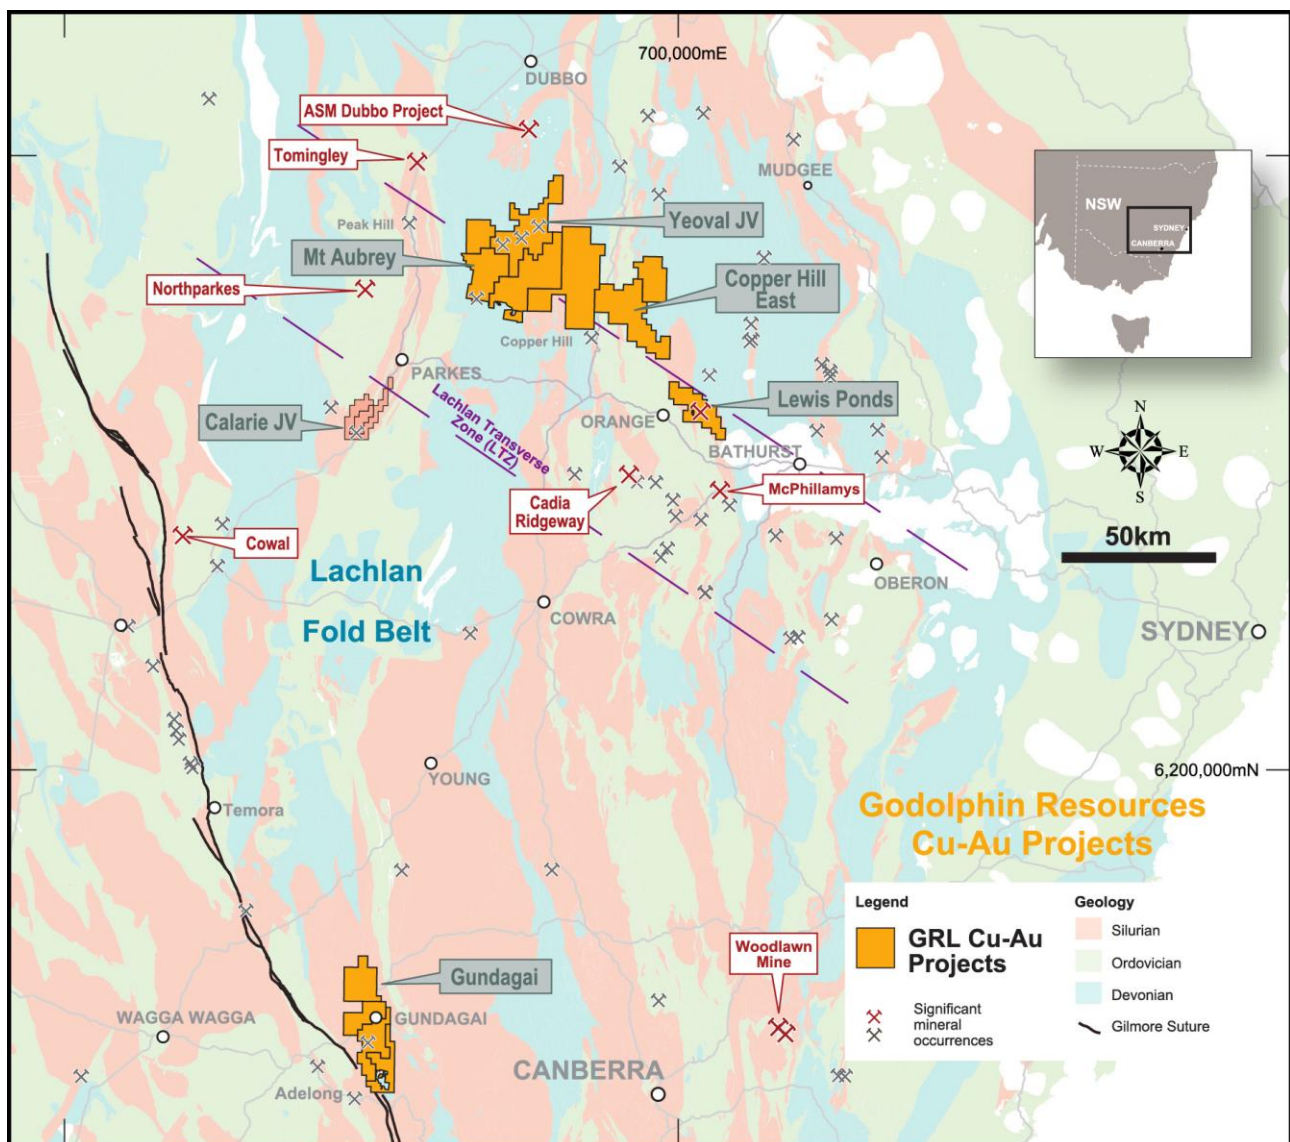 700,000mE
DUBBO
ASM Dubbo Project
Tomingley
MUDGEE
NSW
SYDNEY
CANBERRA
Peak Hill
Yeoval JV
Mt Aubrey
Northparkes
Copper Hill
East
Copper Hill
PARKES
Lachlan Transverse
Zone (LTZ)
Calarie JV
Lewis Ponds
ORANGE
BATHURST
N
W
E
S
Cadia
Ridgeway
McPhillamys
50km
Cowal
OBERON
Lachlan
Fold Belt
COWRA
SYDNEY
YOUNG
6,200,000mN
Temora
Godolphin Resources
Cu-Au Projects
Legend
GRL Cu-Au
Projects
Significant
mineral
occurrences
Geology
Silurian
Ordovician
Devonian
Gilmore Suture
Woodlawn
Mine
Gundagai
WAGGA WAGGA
GUNDAGAI
CANBERRA
Adelong